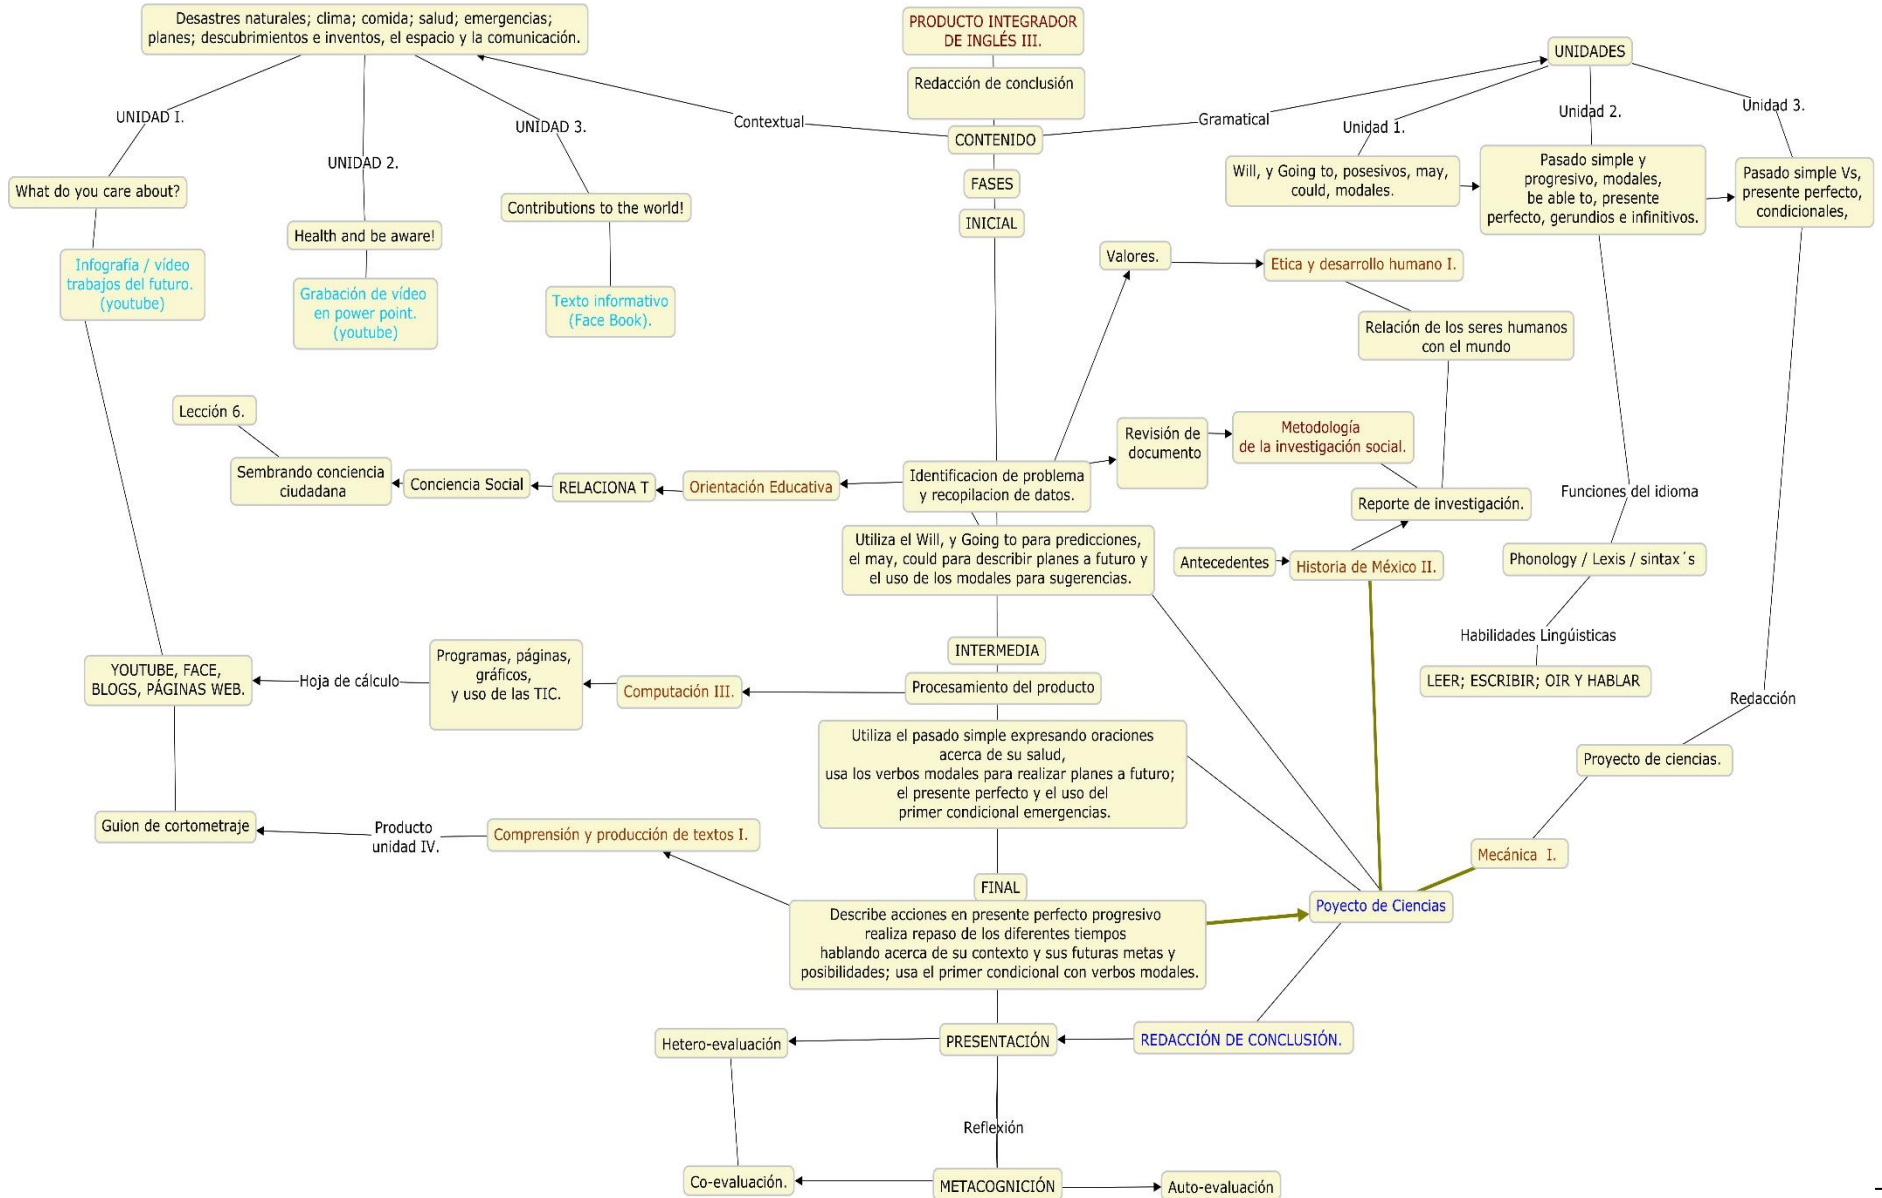 Desastres naturales; clima; comida; salud; emergencias;
planes; descubrimientos e inventos, el espacio y la comunicación.
PRODUCTO INTEGRADOR
DE INGLÉS III.
Redacción de conclusión
CONTENIDO
Contextual
Gramatical
UNIDADES
UNIDAD I.
UNIDAD 2.
UNIDAD 3.
Unidad 1.
Unidad 2.
Unidad 3.
What do you care about?
Health and be aware!
Contributions to the world!
Infografía / vídeo
trabajos del futuro.
(youtube)
Grabación de vídeo
en power point.
(youtube)
Texto informativo
(Face Book).
Will, y Going to, posesivos, may,
could, modales.
Pasado simple y
progresivo, modales,
be able to, presente
perfecto, gerundios e infinitivos.
Pasado simple Vs,
presente perfecto,
condicionales,
FASES
INICIAL
Valores.
Etica y desarrollo humano I.
Relación de los seres humanos
con el mundo
Lección 6.
Sembrando conciencia
ciudadana
Conciencia Social
RELACIONA T
Orientación Educativa
Identificacion de problema
y recopilacion de datos.
Revisión de
documento
Metodología
de la investigación social.
Reporte de investigación.
Utiliza el Will, y Going to para predicciones,
el may, could para describir planes a futuro y
el uso de los modales para sugerencias.
Antecedentes
Historia de México II.
Funciones del idioma
Phonology / Lexis / sintax´s
Habilidades Lingúisticas
LEER; ESCRIBIR; OIR Y HABLAR
Redacción
Proyecto de ciencias.
Mecánica I.
INTERMEDIA
Procesamiento del producto
Computación III.
Programas, páginas,
gráficos,
y uso de las TIC.
Hoja de cálculo
YOUTUBE, FACE,
BLOGS, PÁGINAS WEB.
Utiliza el pasado simple expresando oraciones
acerca de su salud,
usa los verbos modales para realizar planes a futuro;
el presente perfecto y el uso del
primer condicional emergencias.
Guion de cortometraje
Producto
unidad IV.
Comprensión y producción de textos I.
FINAL
Describe acciones en presente perfecto progresivo
realiza repaso de los diferentes tiempos
hablando acerca de su contexto y sus futuras metas y
posibilidades; usa el primer condicional con verbos modales.
Poyecto de Ciencias
REDACCIÓN DE CONCLUSIÓN.
PRESENTACIÓN
Hetero-evaluación
Reflexión
Co-evaluación.
METACOGNICIÓN
Auto-evaluación